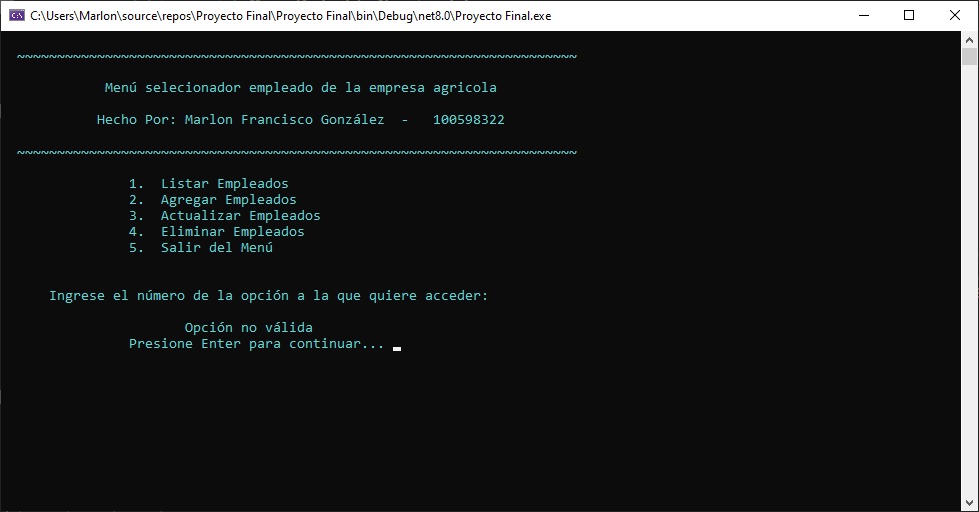 C:\Users\Marlon\source\repos\Proyecto Final\Proyecto Final\bin\Debug\net8.0\Proyecto Final.exe
~~~~~~~~~~~~~~~~~~~~~~~~~~~~~~~~~~~~~~~~~~~~~~~~~~~~~~~~~~~~~~~~~~~~~~
Menú selecionador empleado de la empresa agricola
Hecho Por: Marlon Francisco González  -   100598322
~~~~~~~~~~~~~~~~~~~~~~~~~~~~~~~~~~~~~~~~~~~~~~~~~~~~~~~~~~~~~~~~~~~~~~
1.  Listar Empleados
2.  Agregar Empleados
3.  Actualizar Empleados
4.  Eliminar Empleados
5.  Salir del Menú
Ingrese el número de la opción a la que quiere acceder:
Opción no válida
Presione Enter para continuar...